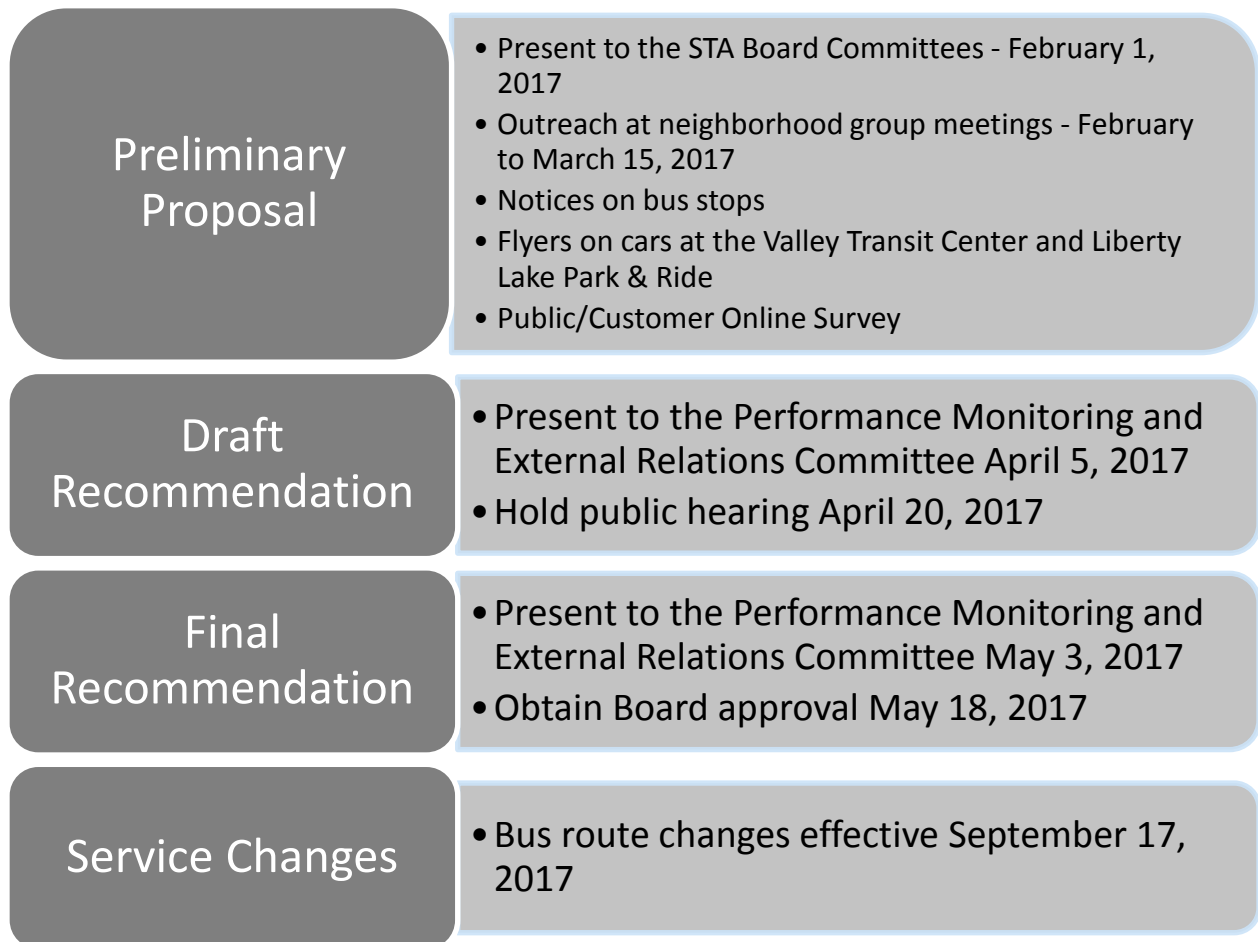 Preliminary
Proposal
• Present to the STA Board Committees - February 1,
2017
• Outreach at neighborhood group meetings - February
to March 15, 2017
• Notices on bus stops
• Flyers on cars at the Valley Transit Center and Liberty
Lake Park & Ride
• Public/Customer Online Survey
Draft
Recommendation
• Present to the Performance Monitoring and
External Relations Committee April 5, 2017
• Hold public hearing April 20, 2017
Final
Recommendation
• Present to the Performance Monitoring and
External Relations Committee May 3, 2017
• Obtain Board approval May 18, 2017
Service Changes
• Bus route changes effective September 17,
2017